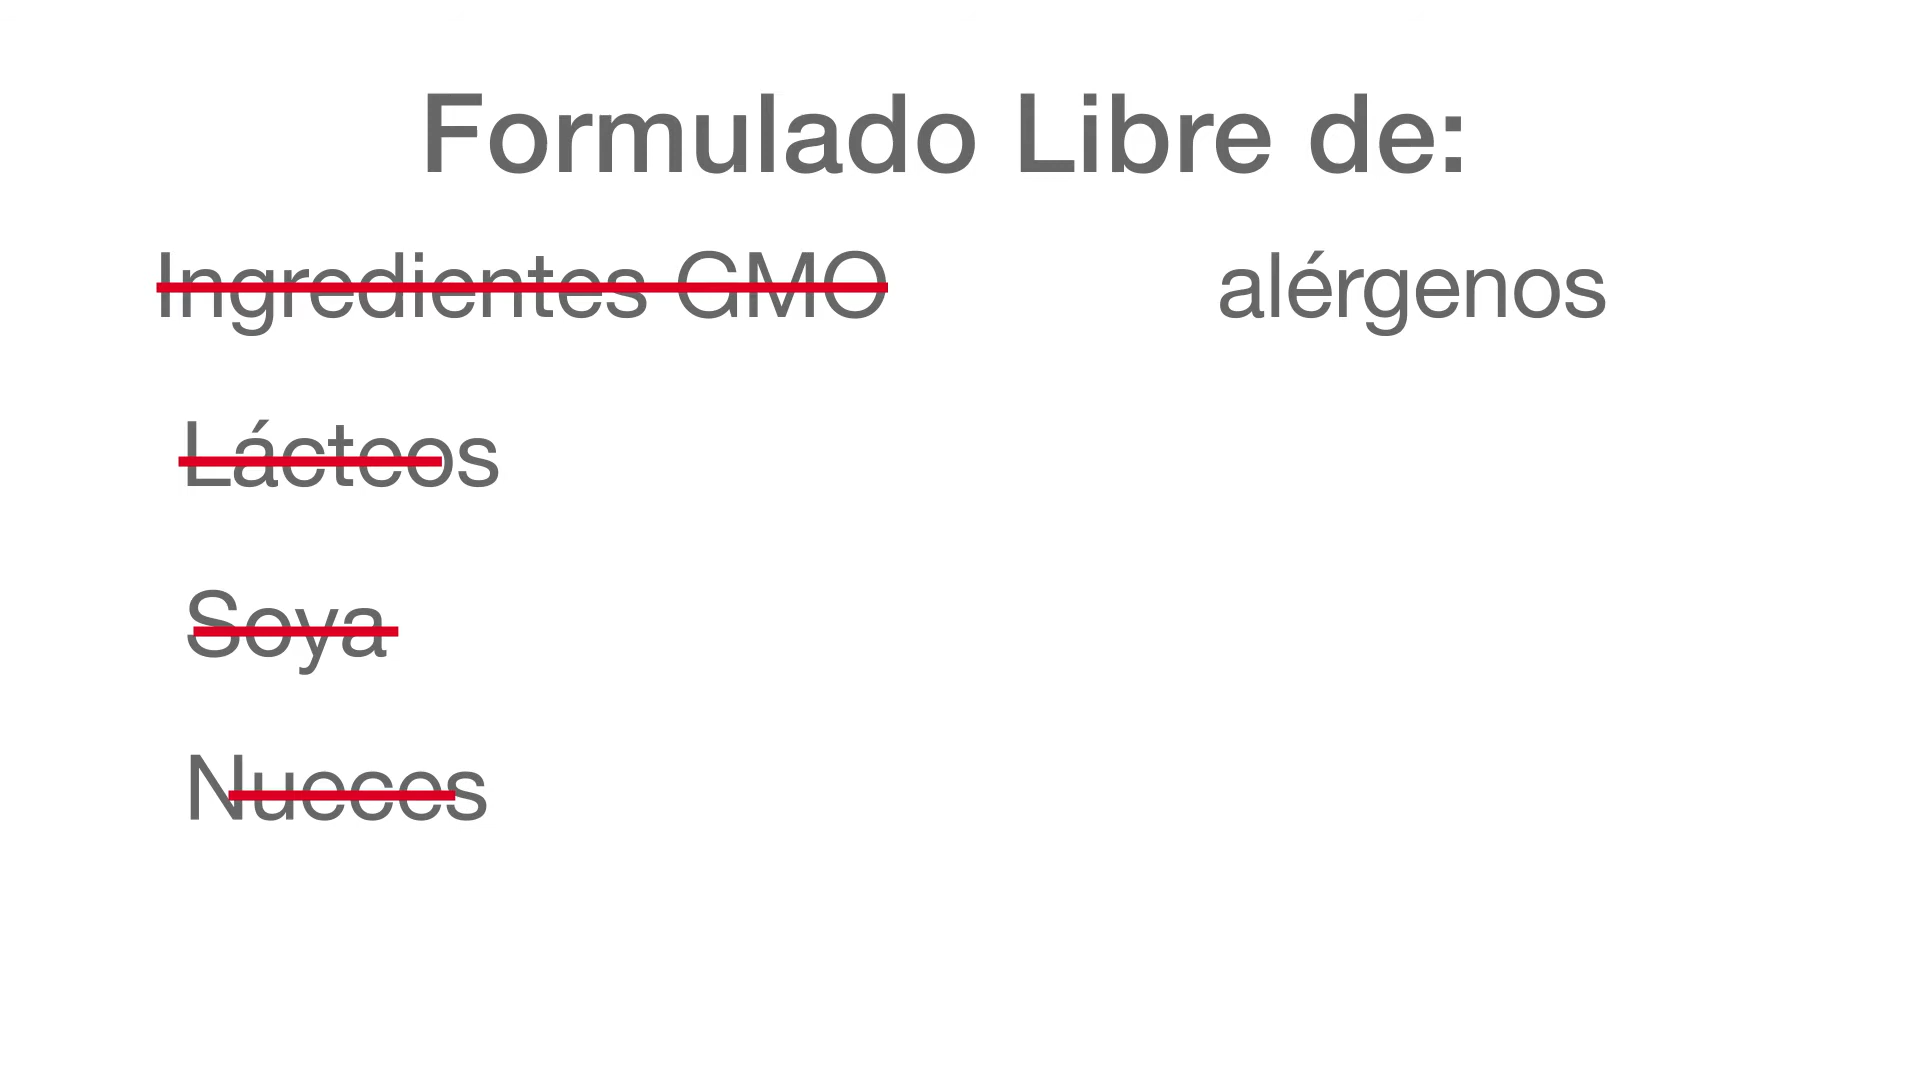 Formulado Libre de:
Ingredientes GMO
alérgenos
Lácteos
Soya
Nueces